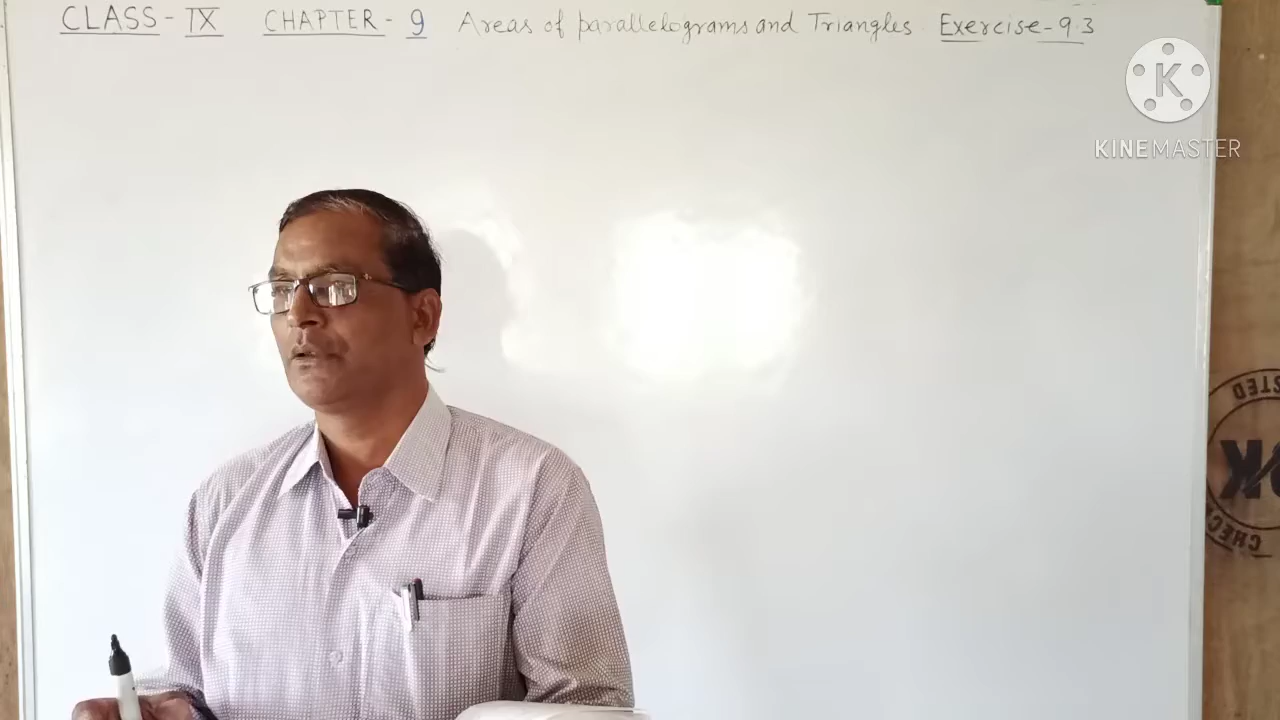 CLASS - IX CHAPTER - 9 Areas of parallelograms and Triangles. Exercise - 9.3
K
KINEMASTER